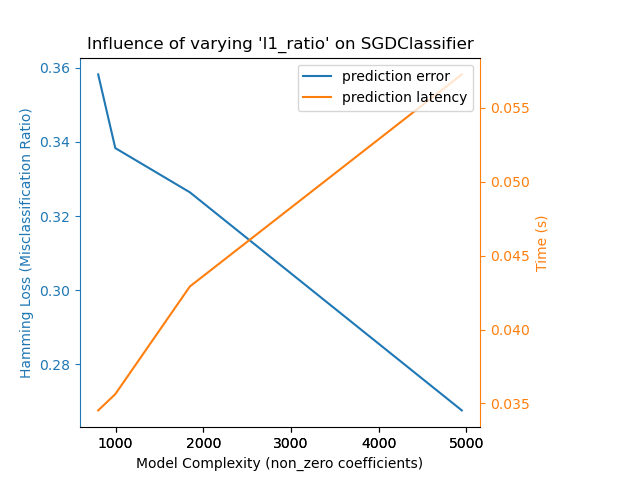 Influence of varying 'l1_ratio' on SGDClassifier
prediction error
prediction latency
Hamming Loss (Misclassification Ratio)
0.36
0.34
0.32
0.30
0.28
0.055
0.050
0.045
0.040
0.035
Time (s)
1000 2000 3000 4000 5000
Model Complexity (non_zero coefficients)